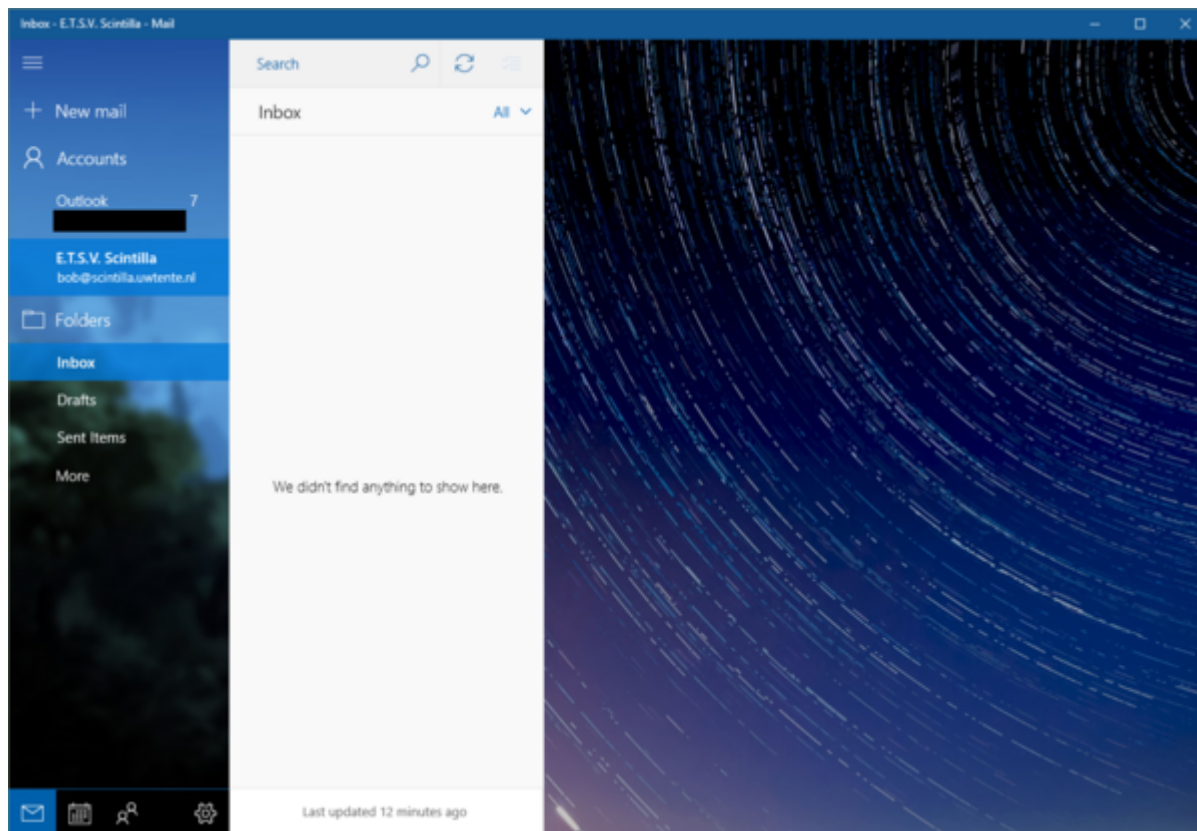 Inbox - E.T.S.V. Scintilla - Mail
New mail
Accounts
Outlook 7
E.T.S.V. Scintilla
bob@scintilla.uwtente.nl
Folders
Inbox
Drafts
Sent Items
More
Search
Inbox All
We didn't find anything to show here.
Last updated 12 minutes ago